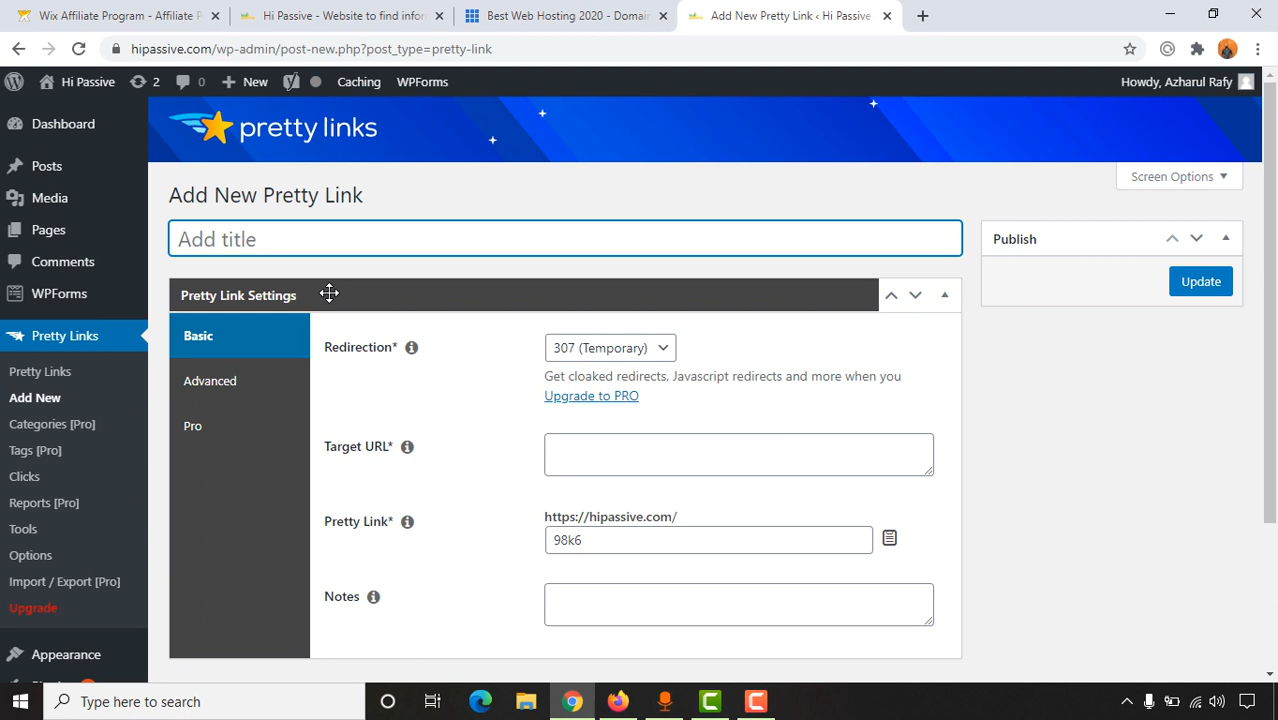 Wix Affiliate Program - Affiliate P
Hi Passive - Website to find infor
Best Web Hosting 2020 - Domain
Add New Pretty Link ‹ Hi Passive
hipassive.com/wp-admin/post-new.php?post_type=pretty-link
Hi Passive
2
0
New
Caching
WPForms
Howdy, Azharul Rafy
Dashboard
Posts
Media
Pages
Comments
WPForms
Pretty Links
Pretty Links
Add New
Categories [Pro]
Tags [Pro]
Clicks
Reports [Pro]
Tools
Options
Import / Export [Pro]
Upgrade
Appearance
pretty links
Screen Options
Add New Pretty Link
Add title
Publish
Update
Pretty Link Settings
Basic
Advanced
Pro
Redirection*
307 (Temporary)
Get cloaked redirects, Javascript redirects and more when you
Upgrade to PRO
Target URL*
Pretty Link*
https://hipassive.com/
98k6
Notes
Type here to search